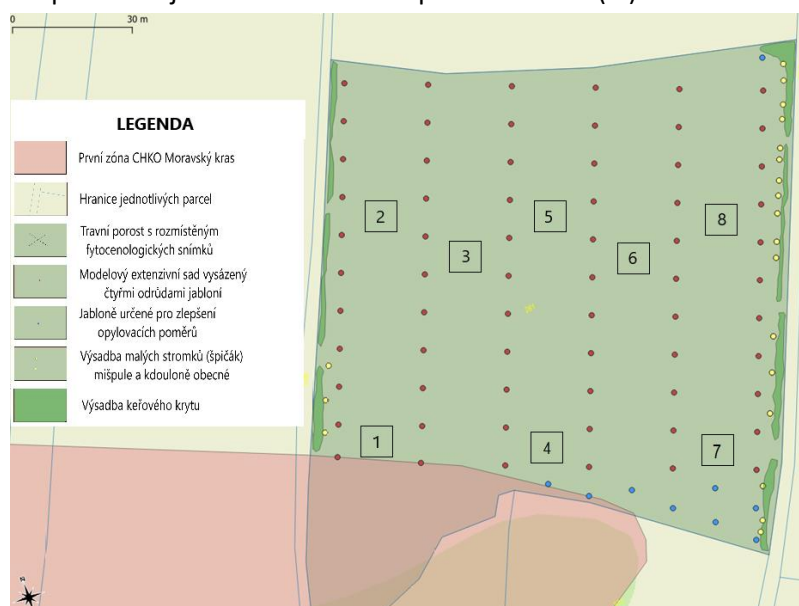 0 30 m
LEGENDA
První zóna CHKO Moravský kras
Hranice jednotlivých parcel
Travní porost s rozmístěným
fytocenologických snímků
Modelový extenzivní sad vysázený
čtyřmi odrůdami jabloní
Jabloně určené pro zlepšení
opylovacích poměrů
Výsadba malých stromků (špičák)
mišpule a kdouloně obecné
Výsadba keřového krytu
2
5
8
3
6
1
4
7